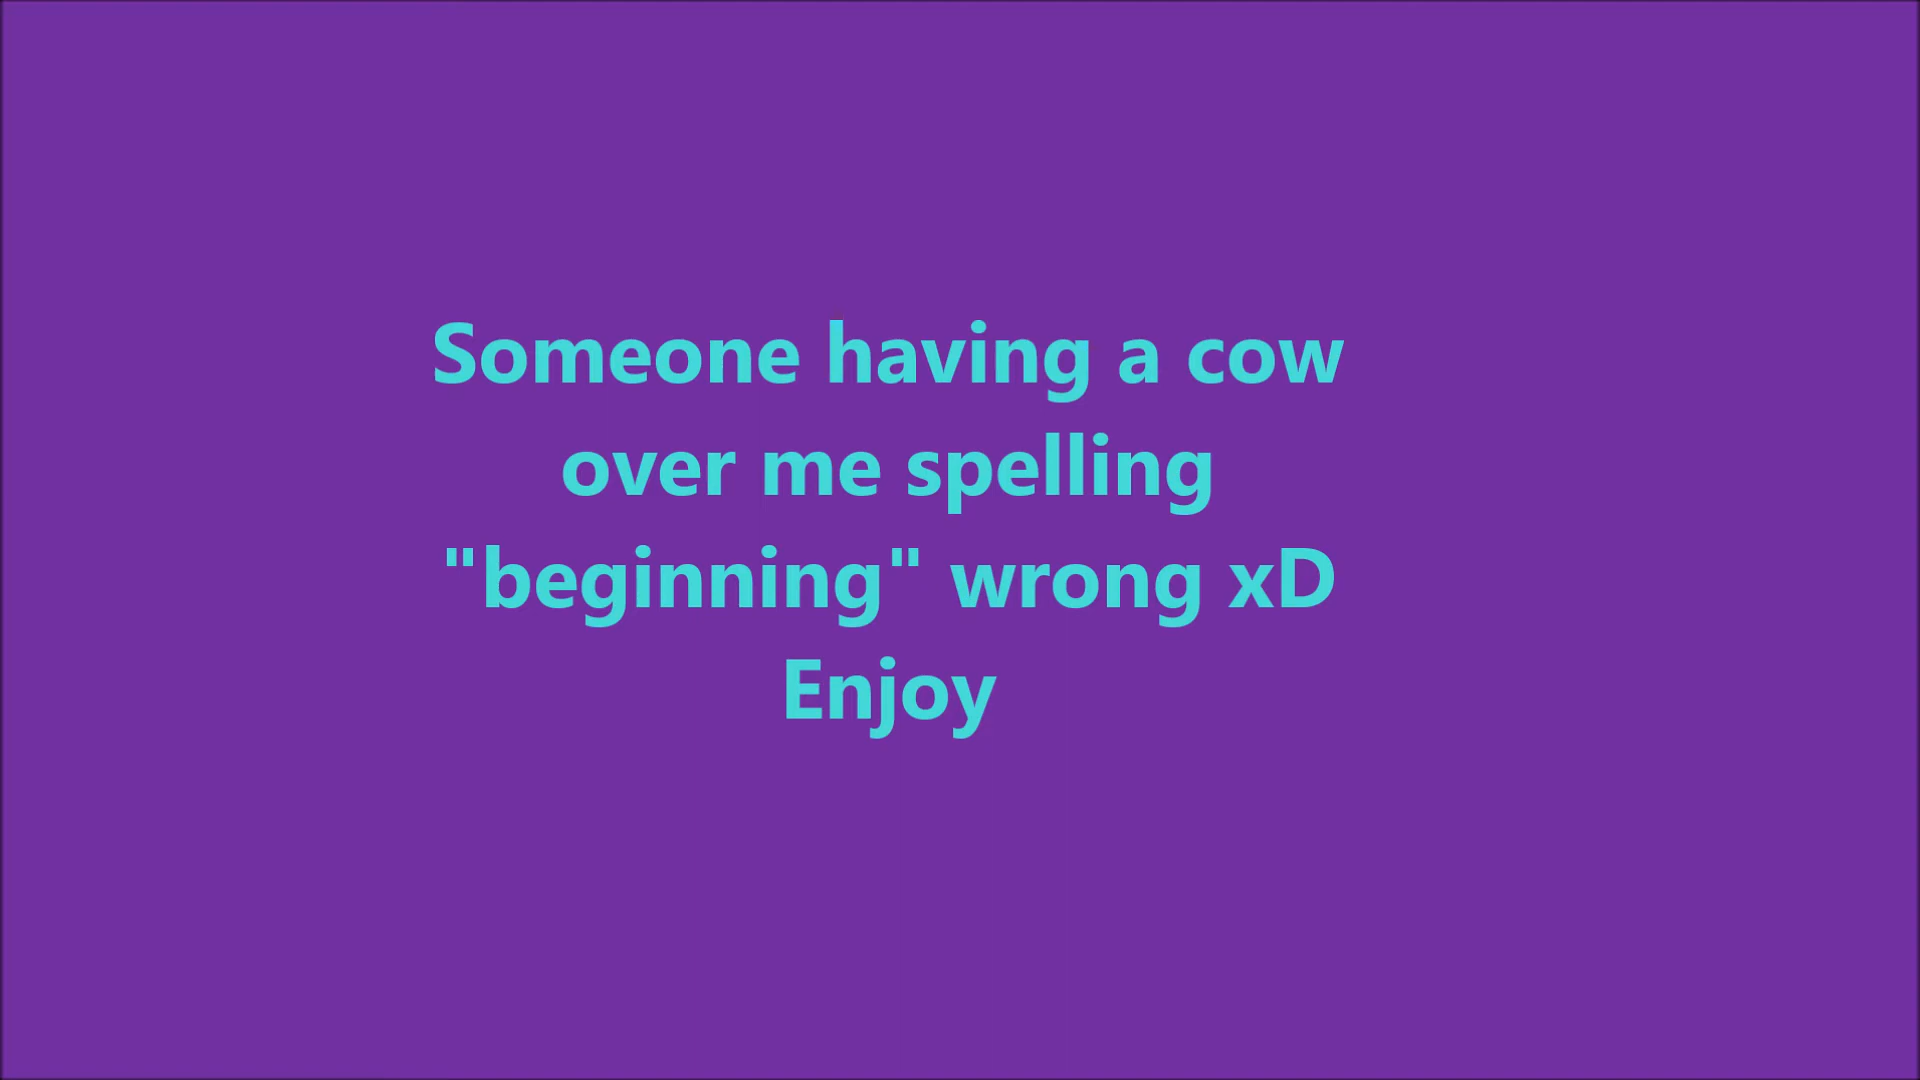 Someone having a cow
over me spelling
"beginning" wrong xD
Enjoy